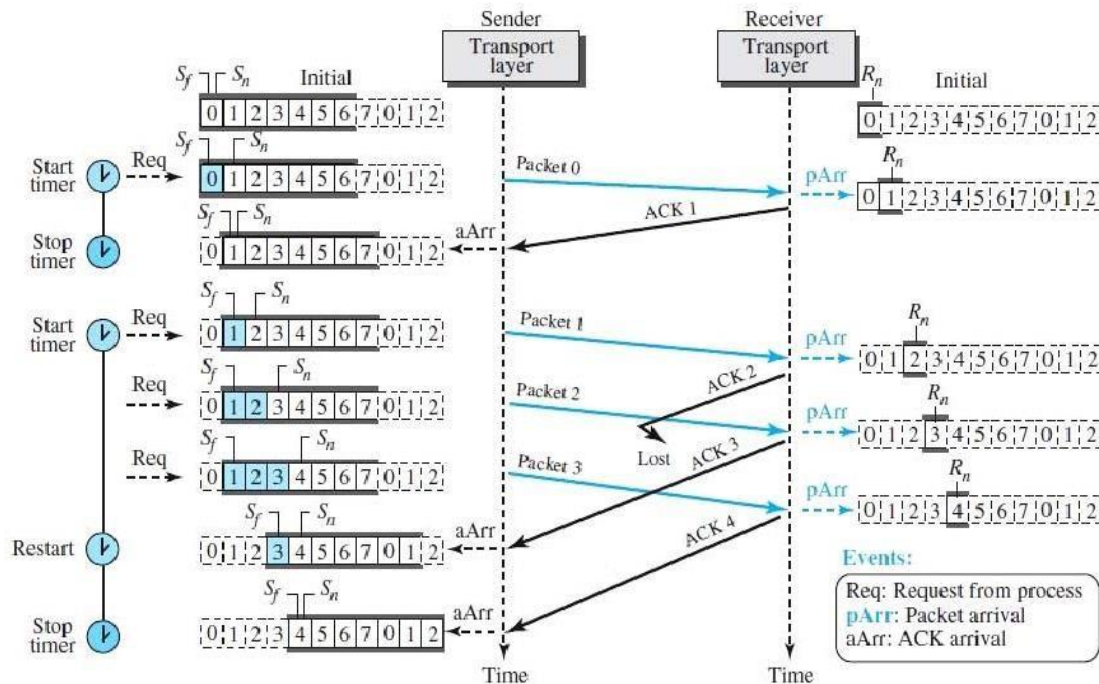 Sender
Transport
layer
Receiver
Transport
layer
Sf Sn Initial
0 1 2 3 4 5 6 7 0 1 2
Rn Initial
0 1 2 3 4 5 6 7 0 1 2
Start
timer
Req
Sf Sn
0 1 2 3 4 5 6 7 0 1 2
Packet 0
pArr
Rn
0 1 2 3 4 5 6 7 0 1 2
Stop
timer
Sf Sn
0 1 2 3 4 5 6 7 0 1 2
aArr
ACK 1
Start
timer
Req
Sf Sn
0 1 2 3 4 5 6 7 0 1 2
Packet 1
pArr
Rn
0 1 2 3 4 5 6 7 0 1 2
Req
Sf Sn
0 1 2 3 4 5 6 7 0 1 2
Packet 2
ACK 2
Lost
pArr
Rn
0 1 2 3 4 5 6 7 0 1 2
Req
Sf Sn
0 1 2 3 4 5 6 7 0 1 2
Packet 3
ACK 3
pArr
Rn
0 1 2 3 4 5 6 7 0 1 2
Restart
Sf Sn
0 1 2 3 4 5 6 7 0 1 2
aArr
ACK 4
Stop
timer
Sf Sn
0 1 2 3 4 5 6 7 0 1 2
aArr
Time
Time
Events:
Req: Request from process
pArr: Packet arrival
aArr: ACK arrival